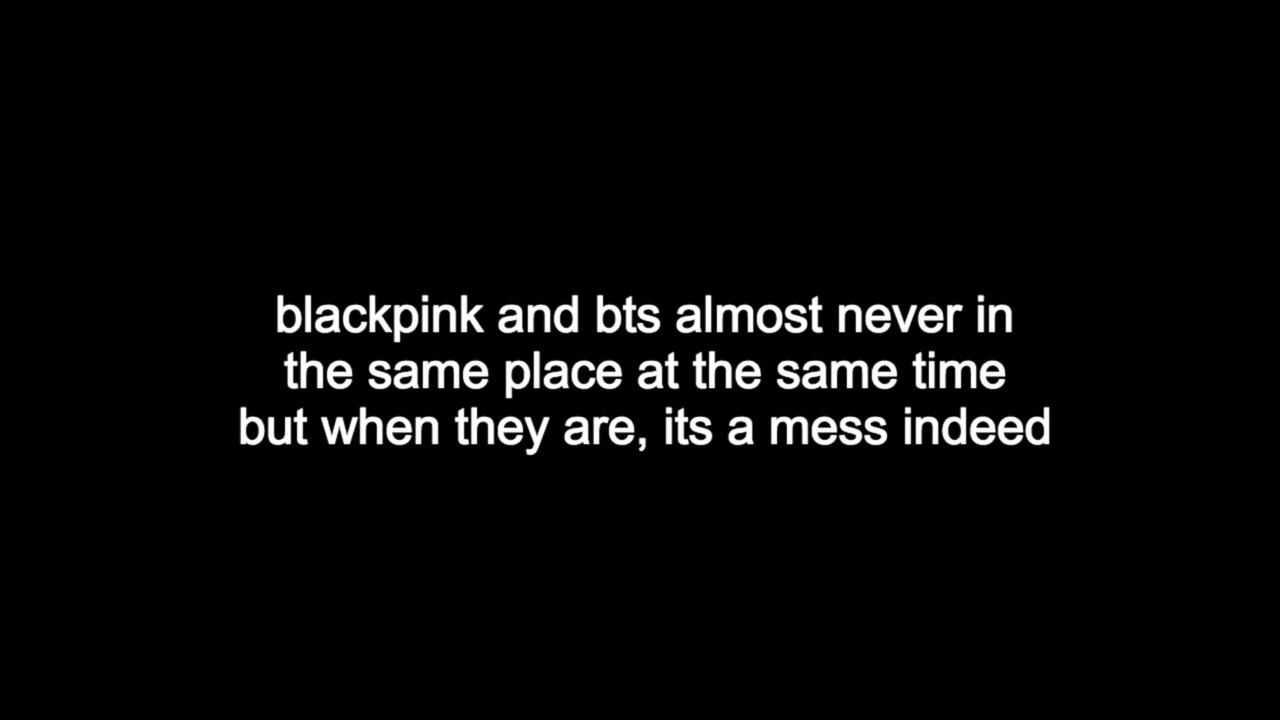 blackpink and bts almost never in
the same place at the same time
but when they are, its a mess indeed